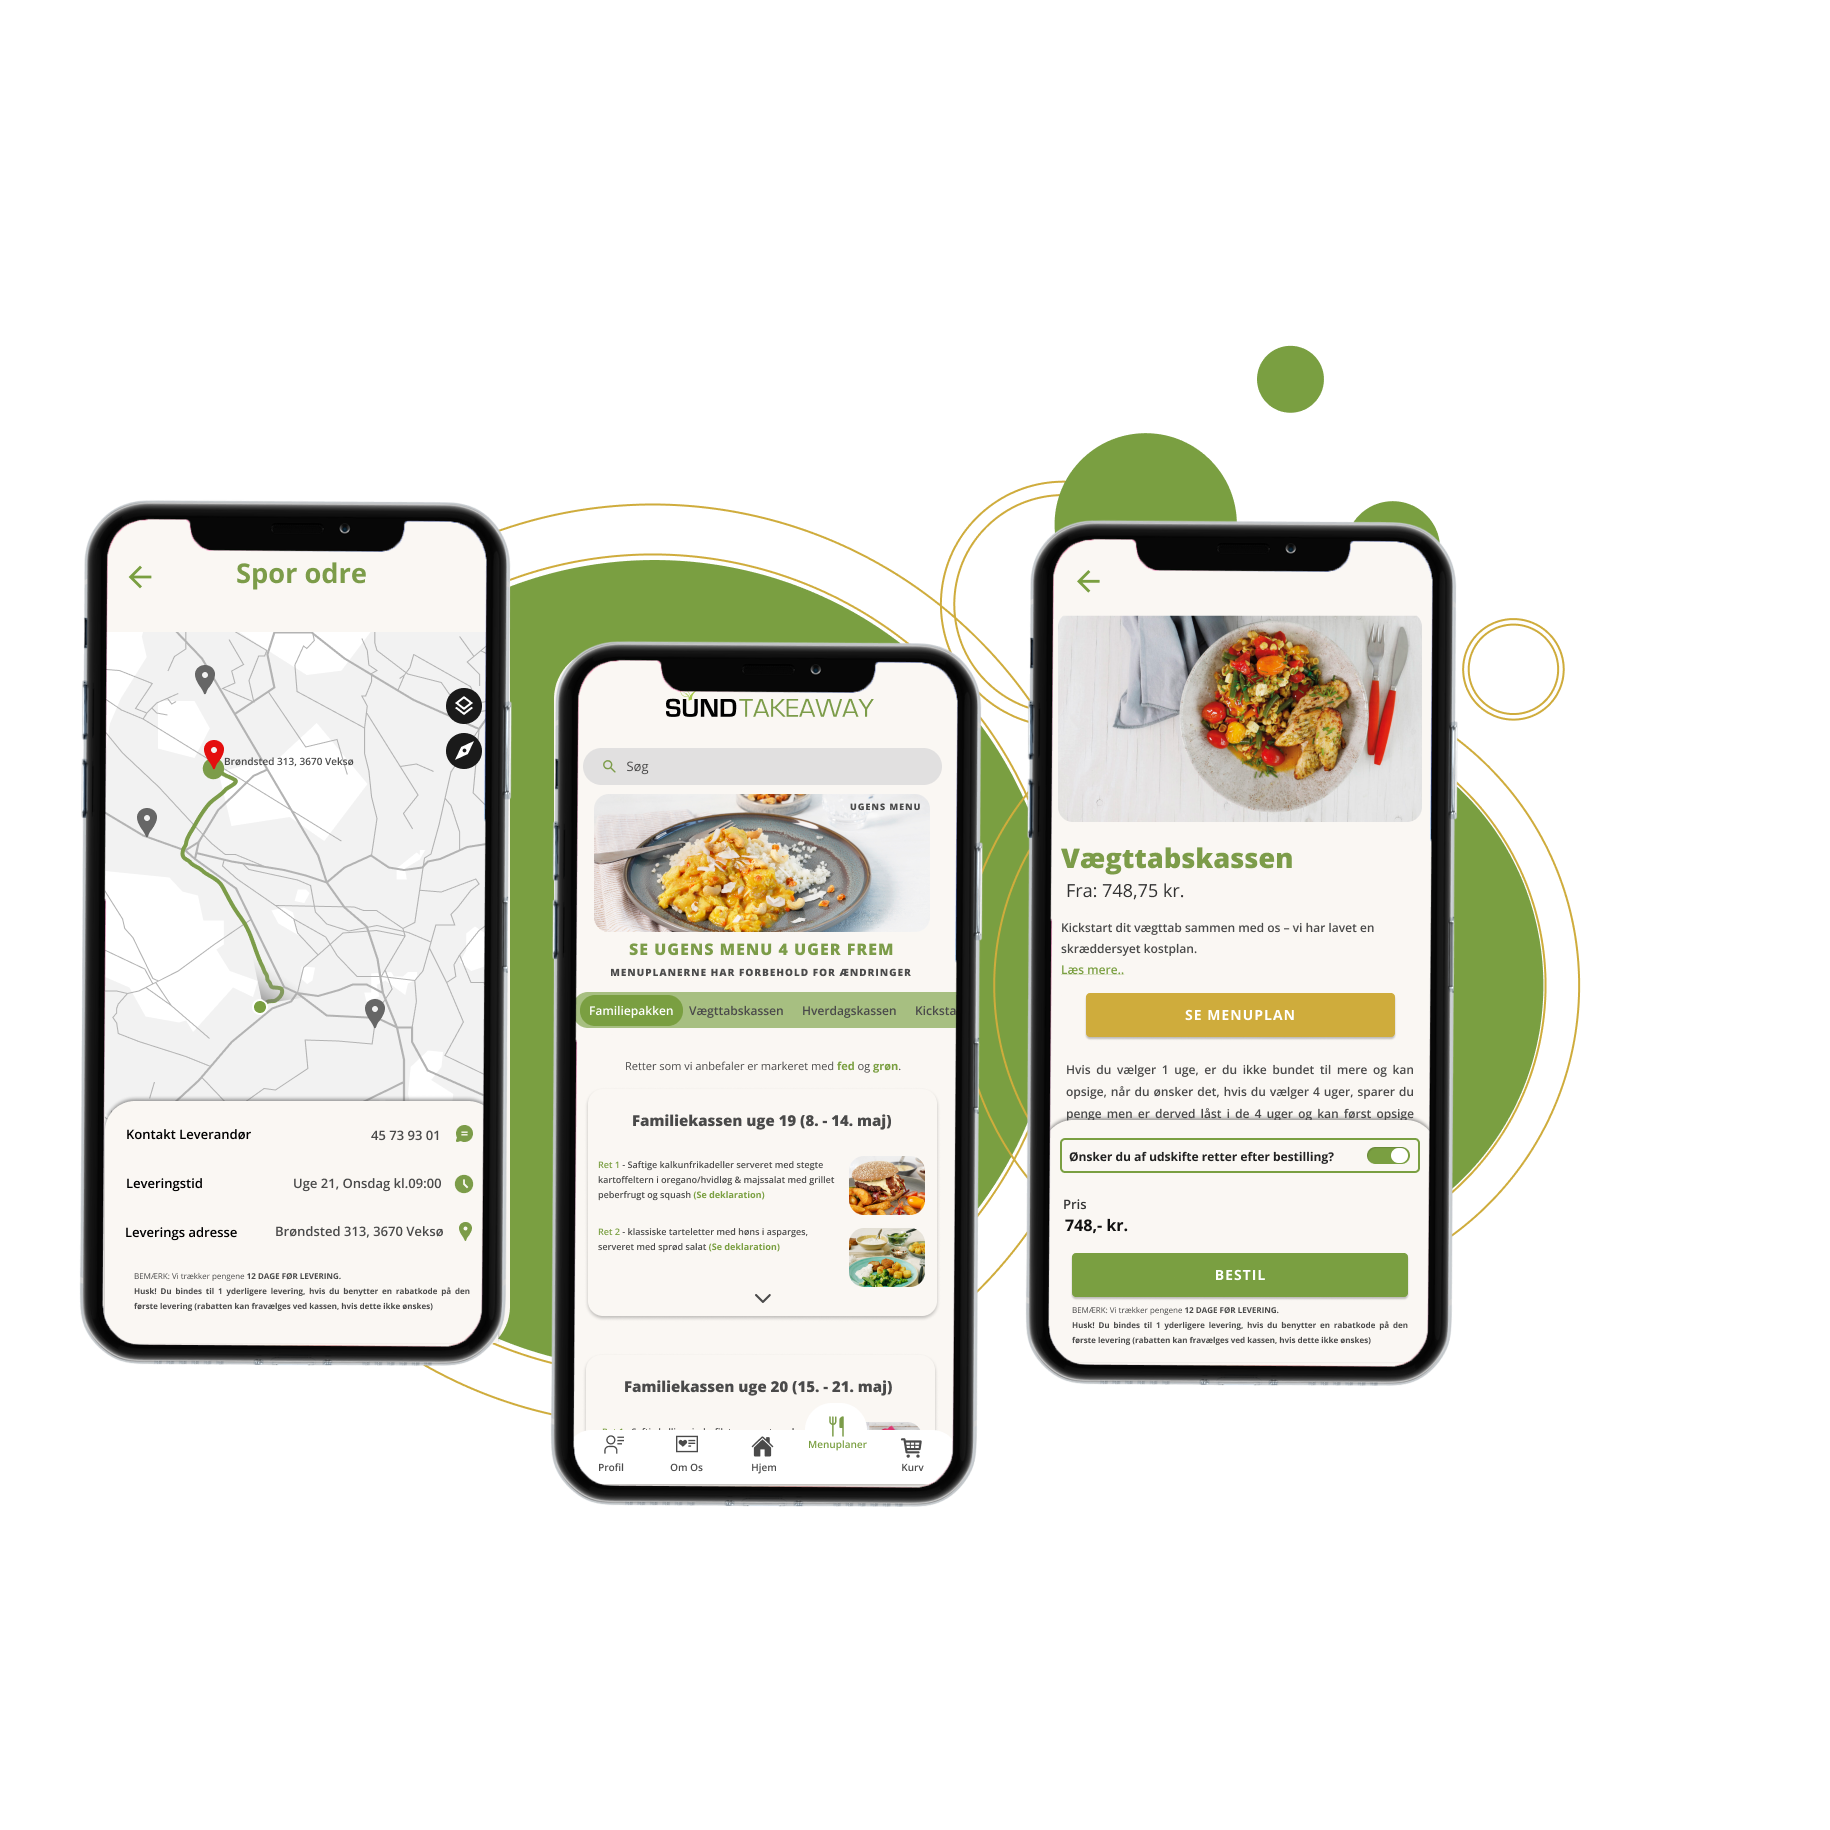 Spor odre
Brøndsted 313, 3670 Veksø
Kontakt Leverandør 45 73 93 01
Leveringstid Uge 21, Onsdag kl.09:00
Leverings adresse Brøndsted 313, 3670 Veksø
BEMÆRK: Vi trækker pengene 12 DAGE FØR LEVERING.
Husk! Du bindes til 1 yderligere levering, hvis du benytter en rabatkode på den
første levering (rabatten kan fravælges ved kassen, hvis dette ikke ønskes)
SUNDTAKEAWAY
Søg
UGENS MENU
SE UGENS MENU 4 UGER FREM
MENUPLANERNE HAR FORBEHOLD FOR ÆNDRINGER
Familiepakken Vægttabskassen Hverdagskassen Kicksta
Retter som vi anbefaler er markeret med fed og grøn.
Familiekassen uge 19 (8. - 14. maj)
Ret 1 - Saftige kalkunfrikadeller serveret med stegte
kartoffeltern i oregano/hvidløg & majssalat med grillet
peberfrugt og squash (Se deklaration)
Ret 2 - klassiske tarteletter med høns i asparges,
serveret med sprød salat (Se deklaration)
Familiekassen uge 20 (15. - 21. maj)
Profil Om Os Hjem Menuplaner Kurv
Vægttabskassen
Fra: 748,75 kr.
Kickstart dit vægttab sammen med os – vi har lavet en
skræddersyet kostplan.
Læs mere..
SE MENUPLAN
Hvis du vælger 1 uge, er du ikke bundet til mere og kan
opsige, når du ønsker det, hvis du vælger 4 uger, sparer du
penge men er derved låst i de 4 uger og kan først opsige
Ønsker du af udskifte retter efter bestilling?
Pris
748,- kr.
BESTIL
BEMÆRK: Vi trækker pengene 12 DAGE FØR LEVERING.
Husk! Du bindes til 1 yderligere levering, hvis du benytter en rabatkode på den
første levering (rabatten kan fravælges ved kassen, hvis dette ikke ønskes)